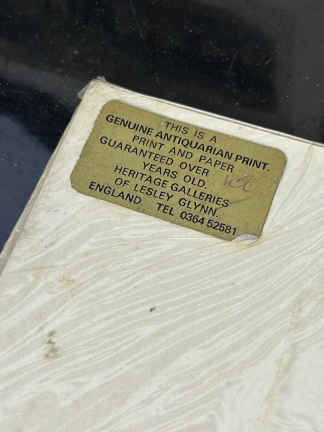 THIS IS A
GENUINE ANTIQUARIAN PRINT.
PRINT AND PAPER
GUARANTEED OVER
YEARS OLD.
HERITAGE GALLERIES
OF LESLEY GLYNN.
ENGLAND. TEL 0364 52581